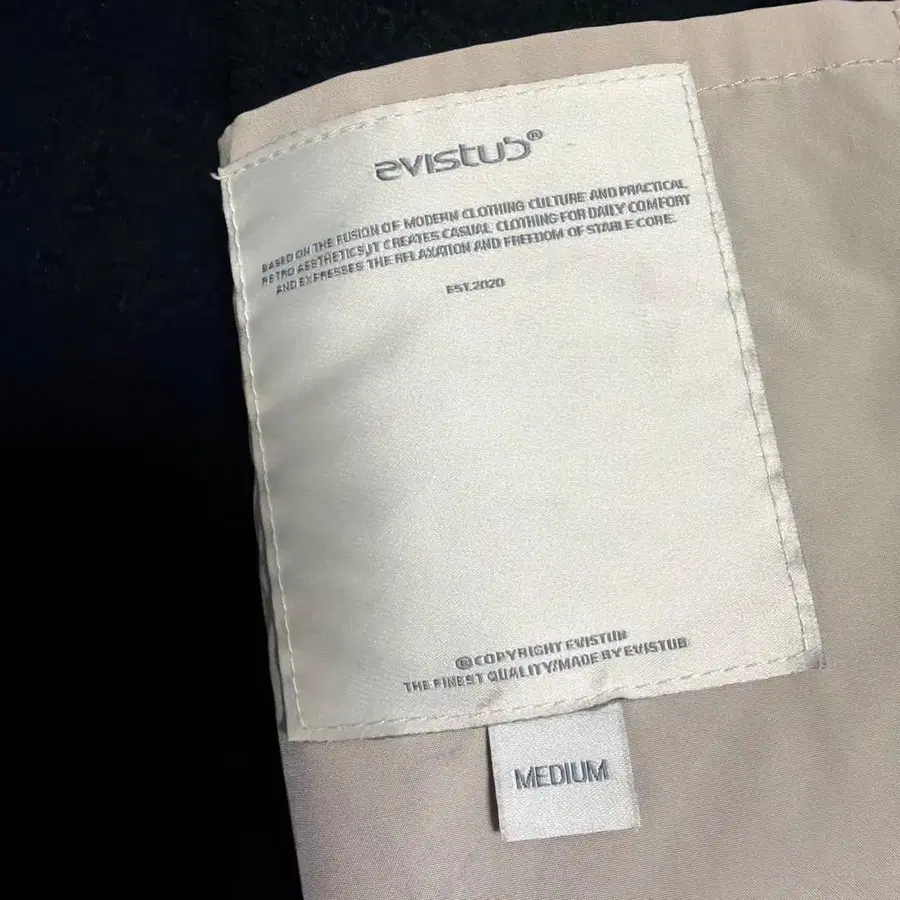 evistub®
BASED ON THE FUSION OF MODERN CLOTHING CULTURE AND PRACTICAL
RETRO AESTHETICS,IT CREATES CASUAL CLOTHING FOR DAILY COMFORT
AND EXPRESSES THE RELAXATION AND FREEDOM OF STABLE CORE.
EST.2020
®COPYRIGHT EVISTUB
THE FINEST QUALITY/MADE BY EVISTUB
MEDIUM